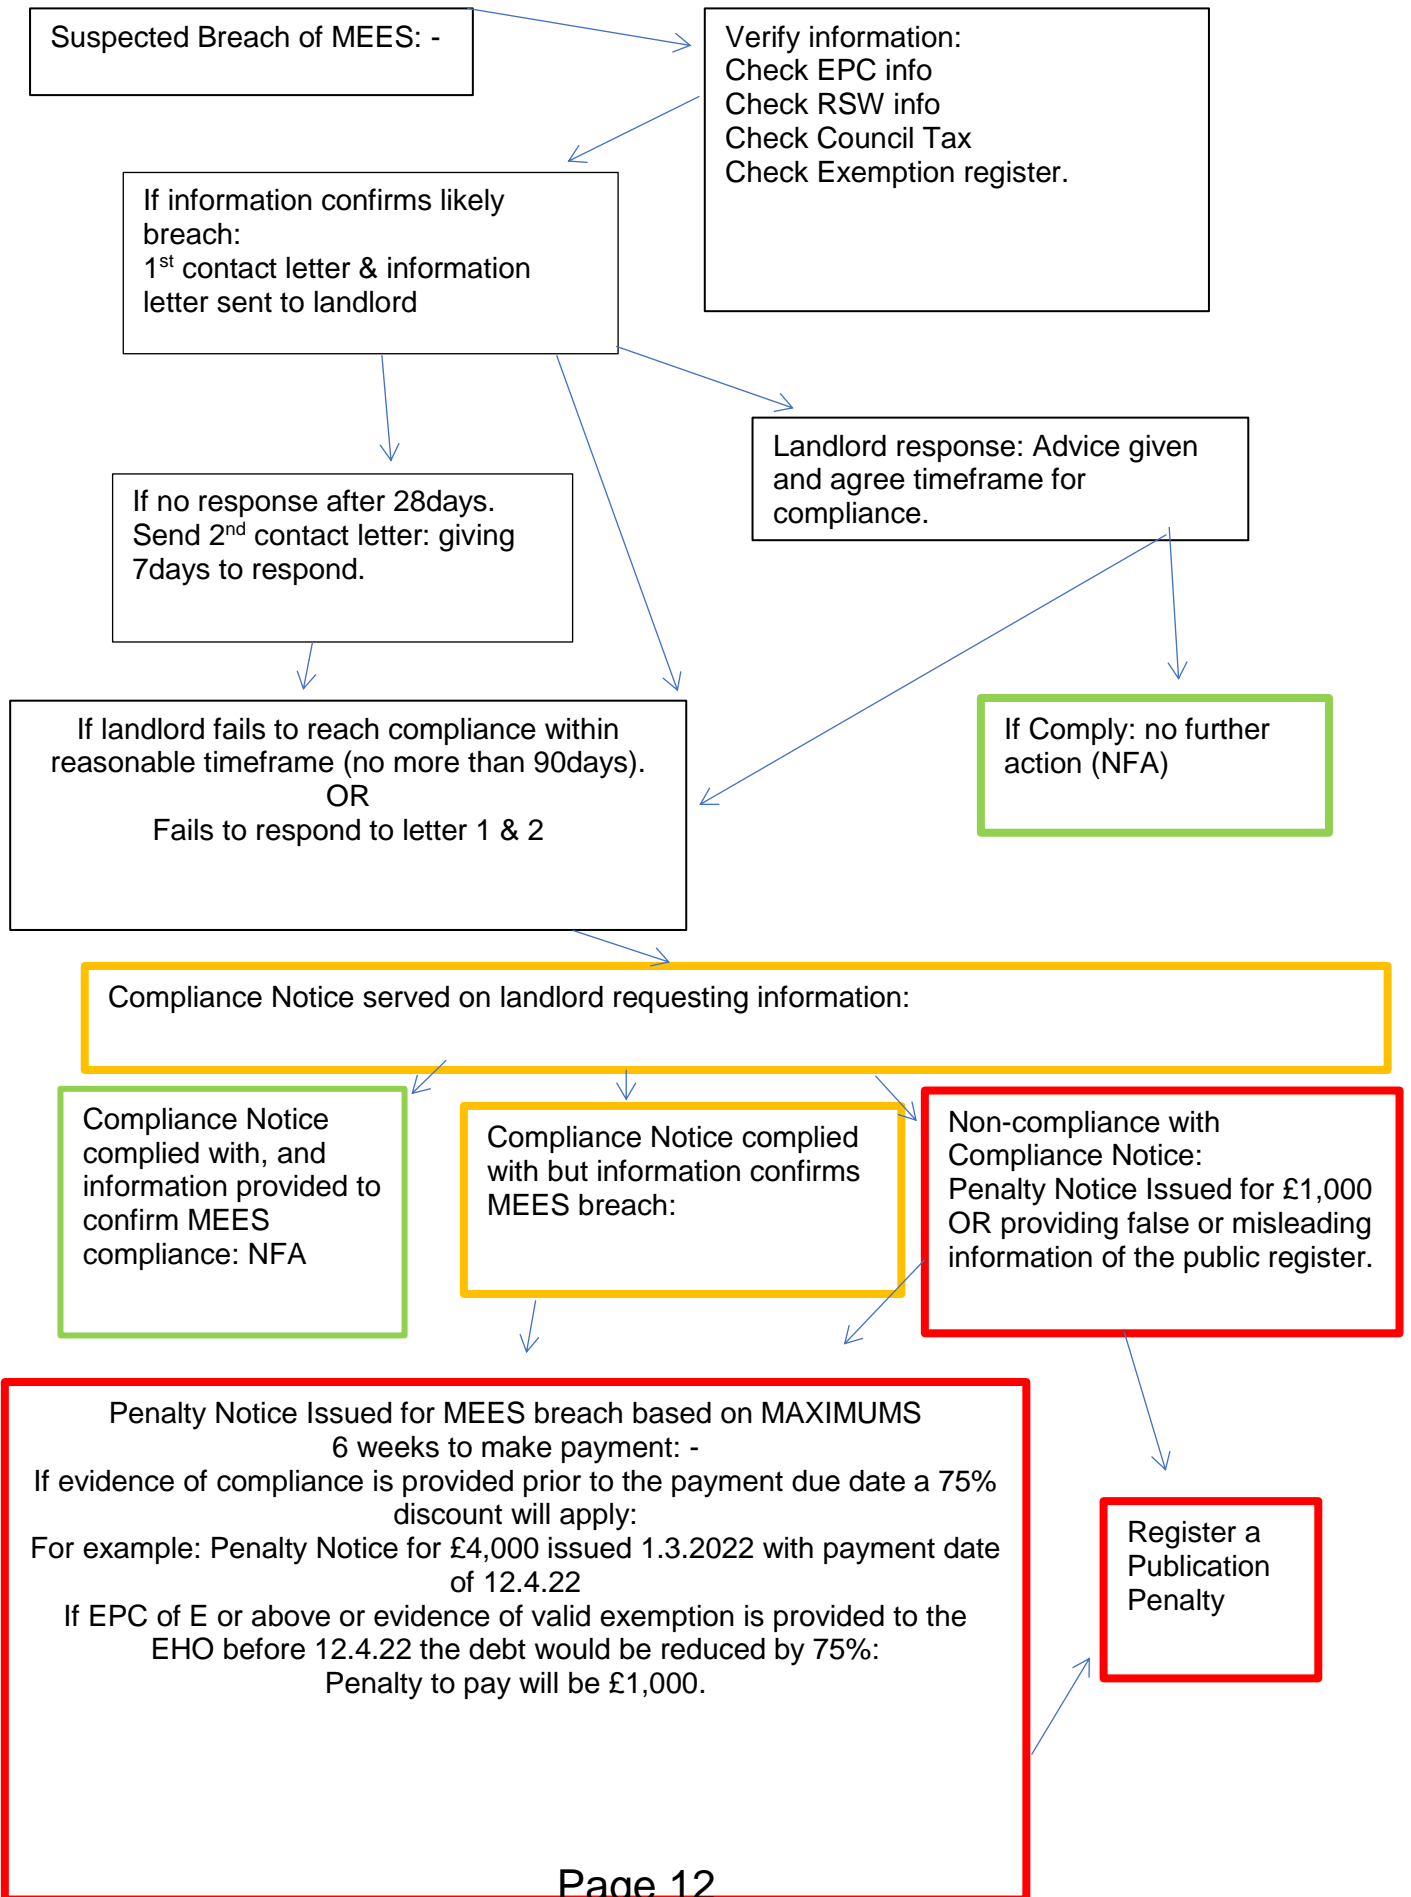 Suspected Breach of MEES: -
Verify information:
Check EPC info
Check RSW info
Check Council Tax
Check Exemption register.
If information confirms likely
breach:
1st contact letter & information
letter sent to landlord
Landlord response: Advice given
and agree timeframe for
compliance.
If no response after 28days.
Send 2nd contact letter: giving
7days to respond.
If landlord fails to reach compliance within
reasonable timeframe (no more than 90days).
OR
Fails to respond to letter 1 & 2
If Comply: no further
action (NFA)
Compliance Notice served on landlord requesting information:
Compliance Notice
complied with, and
information provided to
confirm MEES
compliance: NFA
Compliance Notice complied
with but information confirms
MEES breach:
Non-compliance with
Compliance Notice:
Penalty Notice Issued for £1,000
OR providing false or misleading
information of the public register.
Penalty Notice Issued for MEES breach based on MAXIMUMS
6 weeks to make payment: -
If evidence of compliance is provided prior to the payment due date a 75%
discount will apply:
For example: Penalty Notice for £4,000 issued 1.3.2022 with payment date
of 12.4.22
If EPC of E or above or evidence of valid exemption is provided to the
EHO before 12.4.22 the debt would be reduced by 75%:
Penalty to pay will be £1,000.
Register a
Publication
Penalty
Page 12